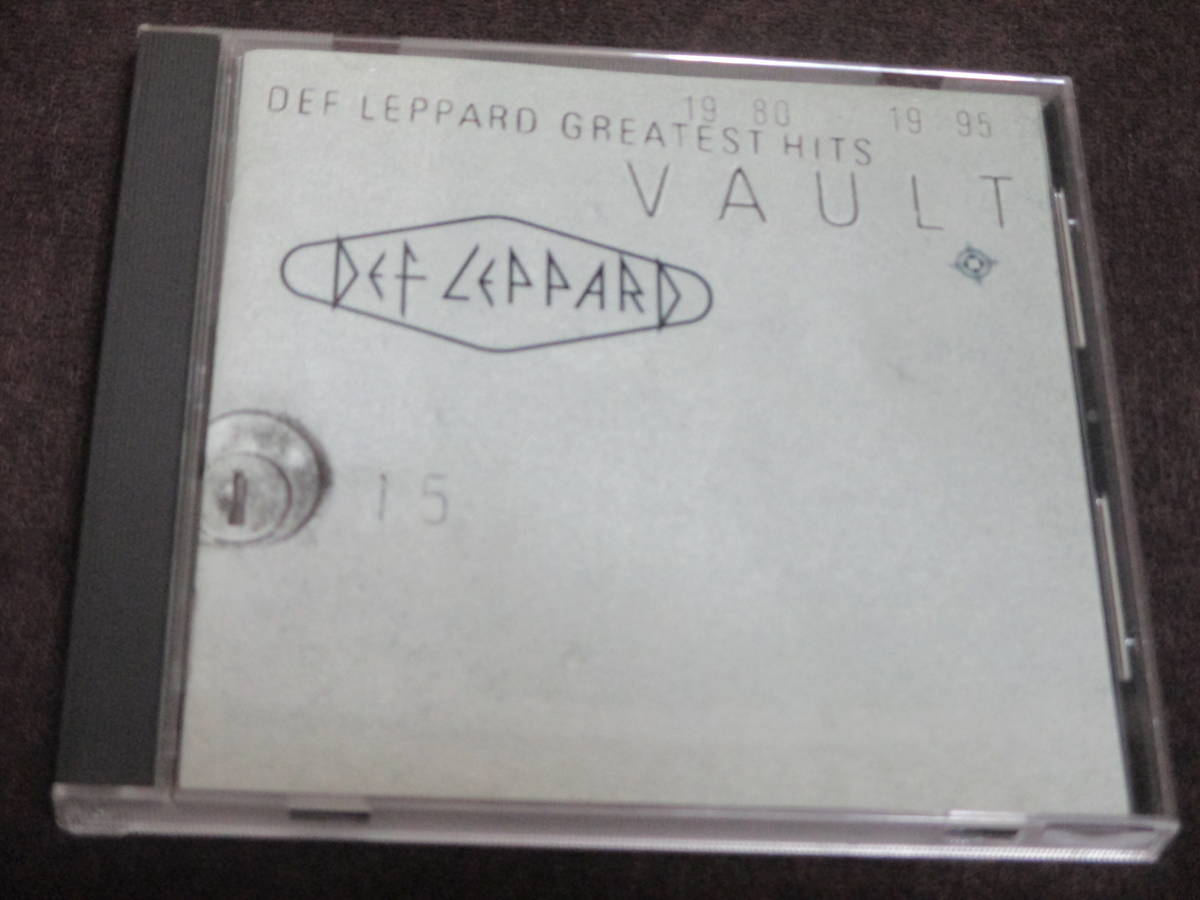 19 80 19 95
DEF LEPPARD GREATEST HITS
VAULT
DEF LEPPARD
15